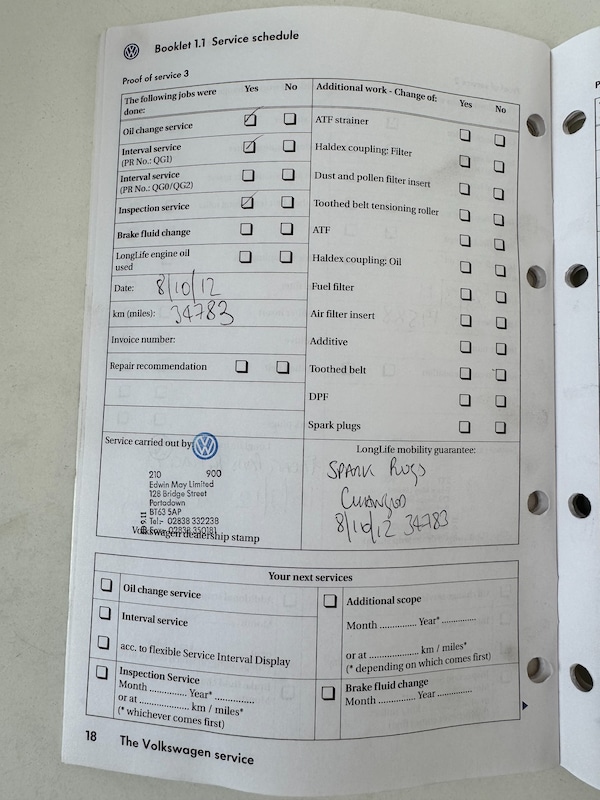 Booklet 1.1 Service schedule
Proof of service 3
The following jobs were done: Yes No
Oil change service
Interval service
(PR No.: QG1)
Interval service
(PR No.: QG0/QG2)
Inspection service
Brake fluid change
LongLife engine oil
used
Date: 8/10/12
km (miles): 34783
Invoice number:
Repair recommendation
Service carried out by:
210 900
Edwin May Limited
128 Bridge Street
Portadown
BT63 5AP
Tel:- 02838 332238
Fax:- 02838 350181
Volkswagen dealership stamp
Additional work - Change of: Yes No
ATF strainer
Haldex coupling: Filter
Dust and pollen filter insert
Toothed belt tensioning roller
ATF
Haldex coupling: Oil
Fuel filter
Air filter insert
Additive
Toothed belt
DPF
Spark plugs
LongLife mobility guarantee:
SPARK PLUGS
CHANGED
8/10/12 34783
Your next services
Oil change service
Interval service
acc. to flexible Service Interval Display
Inspection Service
Month .............. Year* ..............
or at .................... km / miles*
(* whichever comes first)
Additional scope
Month .............. Year* ..............
or at .................... km / miles*
(* depending on which comes first)
Brake fluid change
Month .............. Year ..............
18 The Volkswagen service